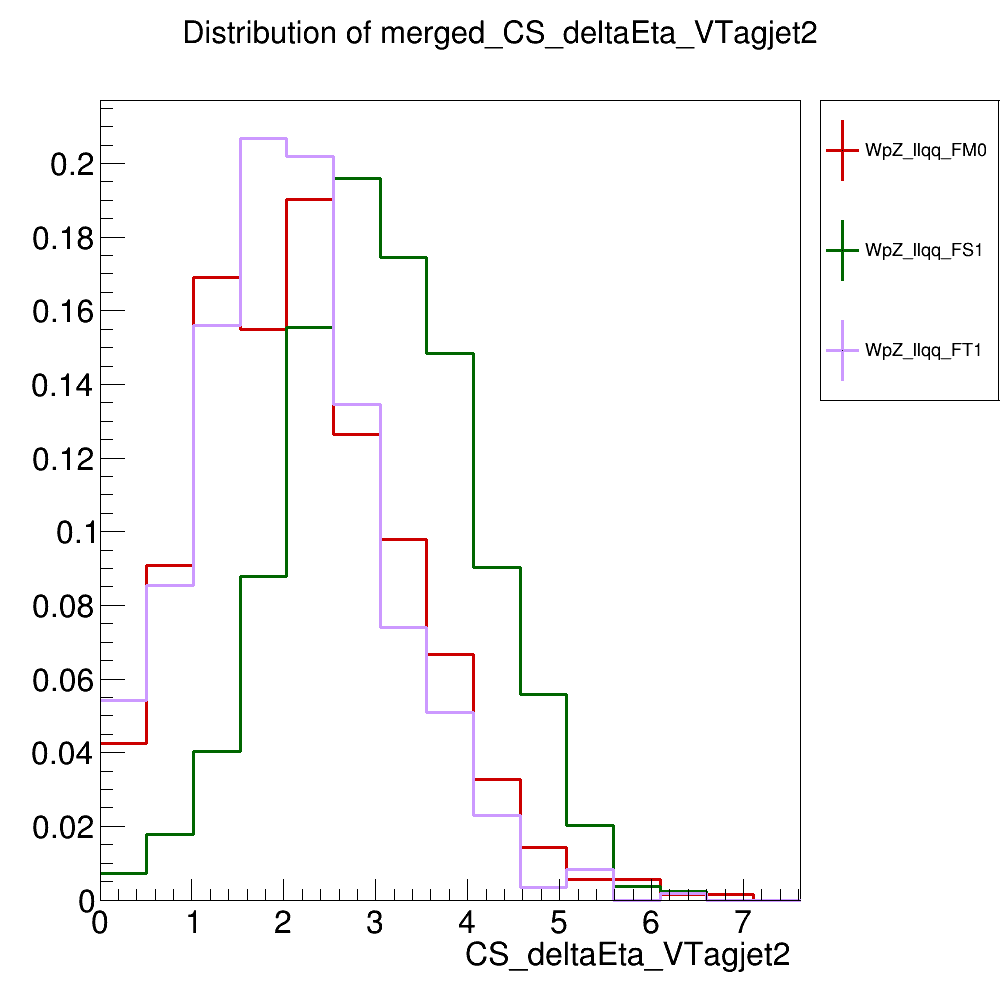 Distribution of merged_CS_deltaEta_VTagjet2
WpZ_llqq_FM0
WpZ_llqq_FS1
WpZ_llqq_FT1
0.2
0.18
0.16
0.14
0.12
0.1
0.08
0.06
0.04
0.02
0
0 1 2 3 4 5 6 7
CS_deltaEta_VTagjet2